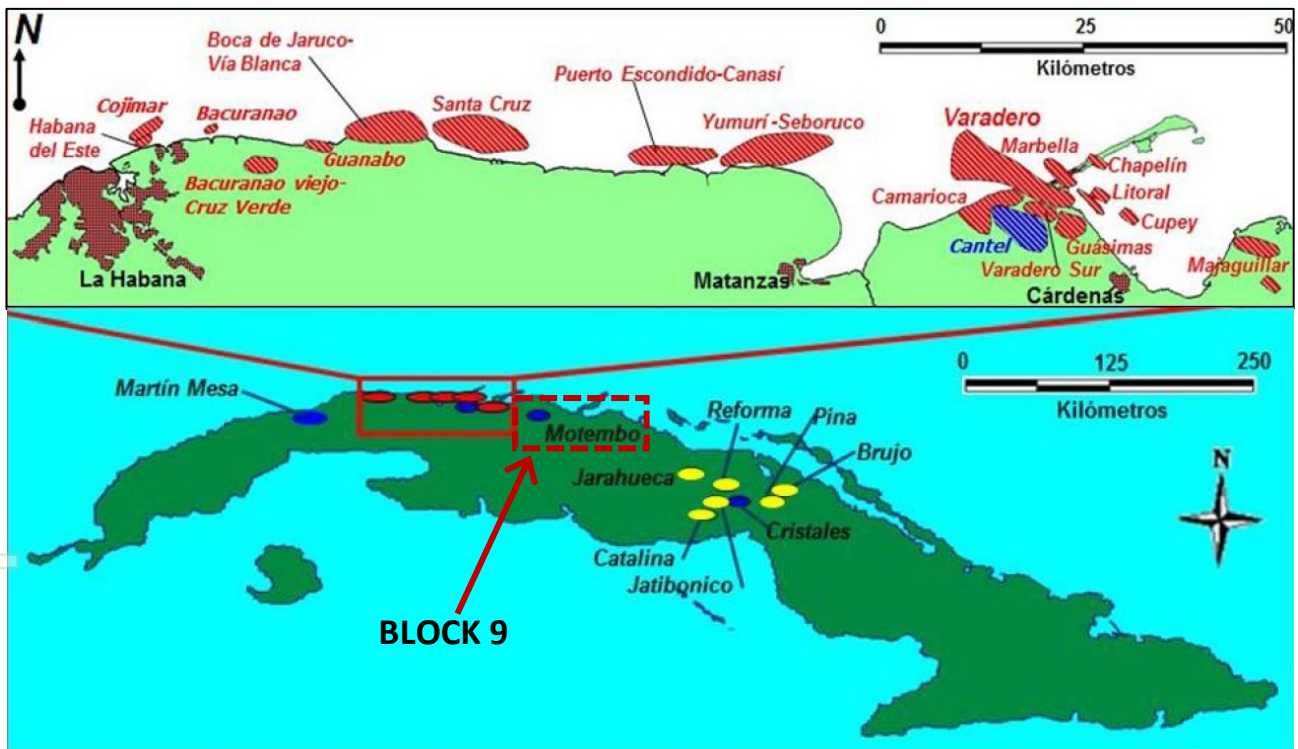 N
Boca de Jaruco-
Vía Blanca
0 25 50
Kilómetros
Puerto Escondido-Canasí
Cojimar
Bacuranao
Santa Cruz
Yumurí-Seboruco
Varadero
Habana
del Este
Marbella
Chapelín
Guanabo
Bacuranao viejo-
Cruz Verde
Camarioca
Litoral
Cupey
Cantel
Guásimas
Varadero Sur
Majaguillar
La Habana
Matanzas
Cárdenas
0 125 250
Kilómetros
Martín Mesa
Reforma
Pina
Motembo
Brujo
Jarahueca
N
Cristales
Catalina
Jatibonico
BLOCK 9